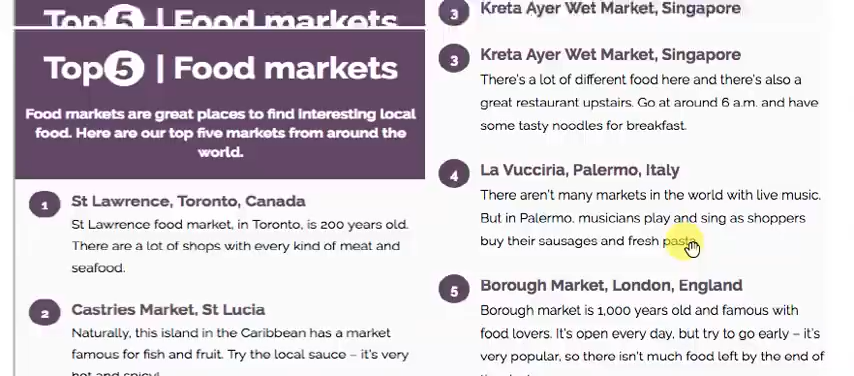 Top 5 | Food markets
Top 5 | Food markets
Food markets are great places to find interesting local
food. Here are our top five markets from around the
world.
1 St Lawrence, Toronto, Canada
St Lawrence food market, in Toronto, is 200 years old.
There are a lot of shops with every kind of meat and
seafood.
2 Castries Market, St Lucia
Naturally, this island in the Caribbean has a market
famous for fish and fruit. Try the local sauce – it's very
hot and spicy!
3 Kreta Ayer Wet Market, Singapore
3 Kreta Ayer Wet Market, Singapore
There's a lot of different food here and there's also a
great restaurant upstairs. Go at around 6 a.m. and have
some tasty noodles for breakfast.
4 La Vucciria, Palermo, Italy
There aren't many markets in the world with live music.
But in Palermo, musicians play and sing as shoppers
buy their sausages and fresh pasta.
5 Borough Market, London, England
Borough market is 1,000 years old and famous with
food lovers. It's open every day, but try to go early – it's
very popular, so there isn't much food left by the end of